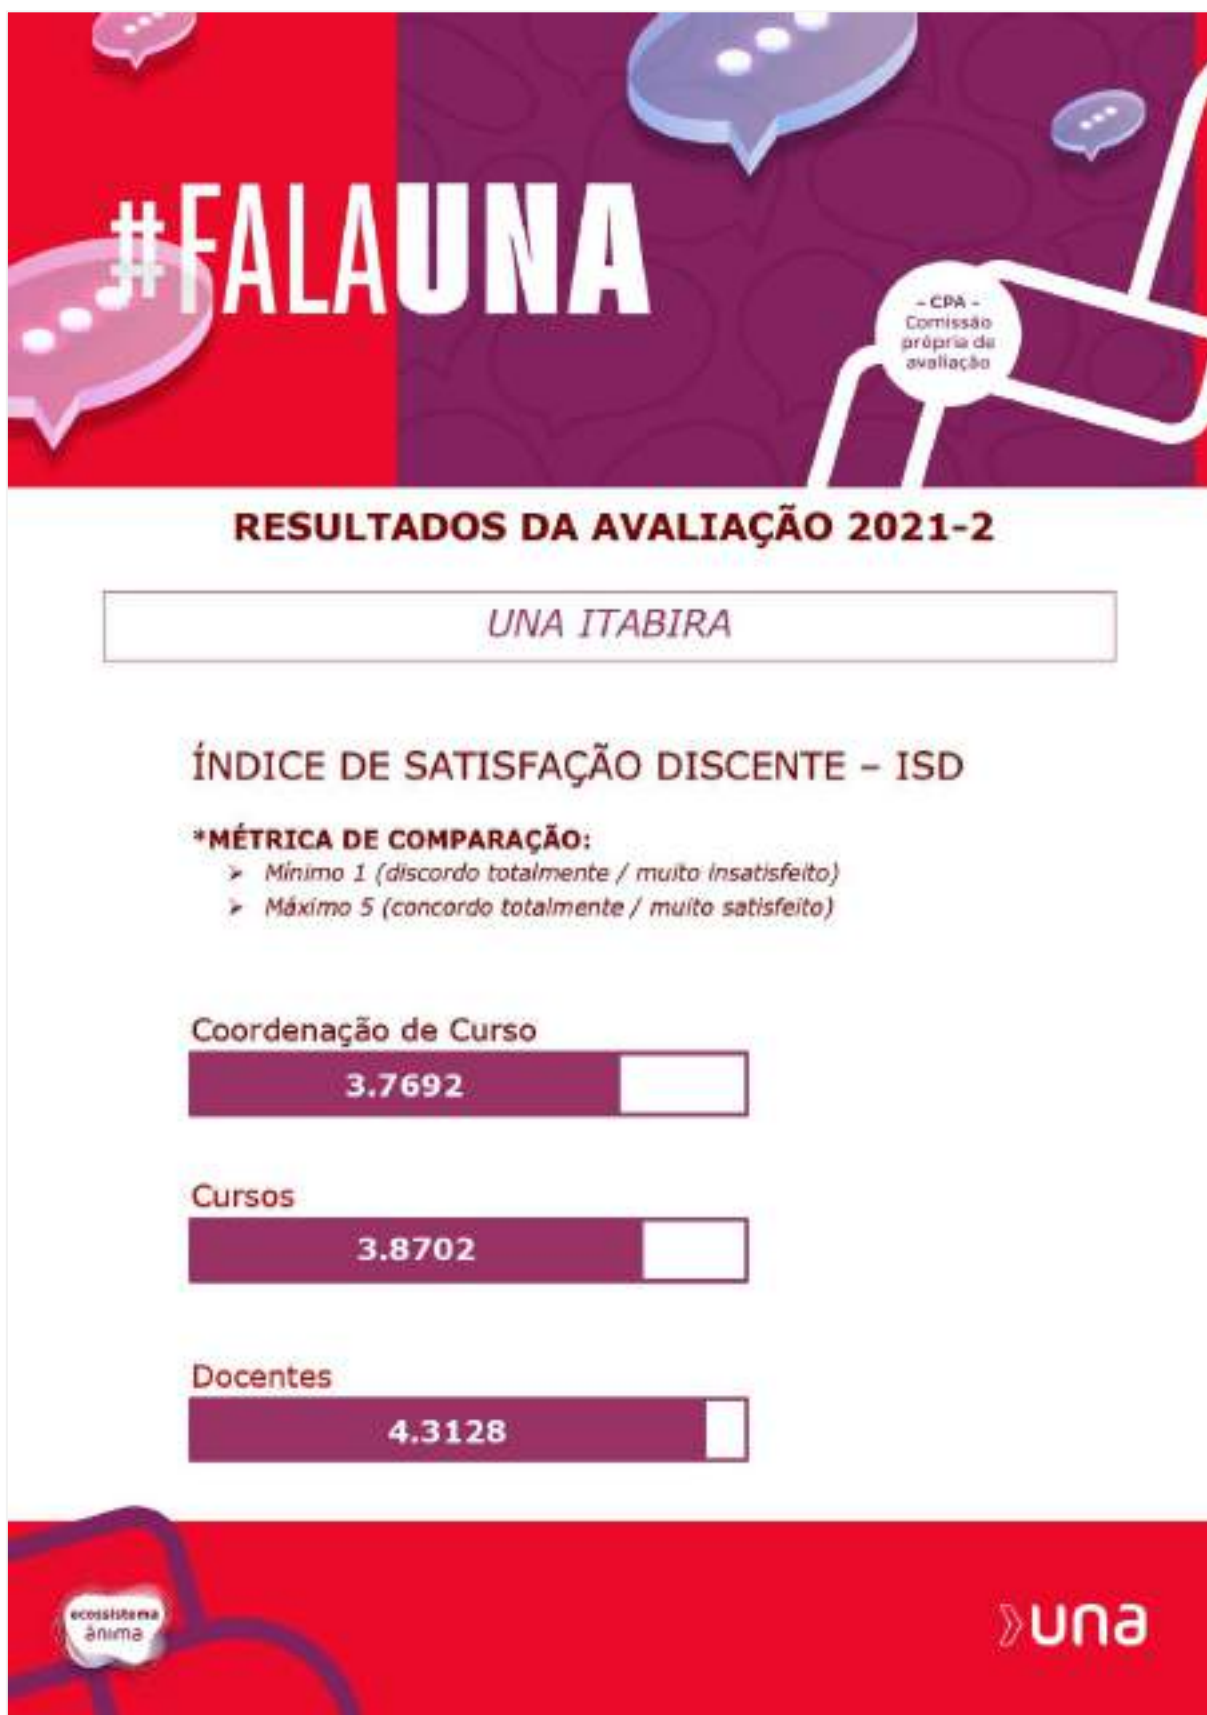 #FALAUNA
- CPA -
Comissão
própria de
avaliação
RESULTADOS DA AVALIAÇÃO 2021-2
UNA ITABIRA
ÍNDICE DE SATISFAÇÃO DISCENTE – ISD
*MÉTRICA DE COMPARAÇÃO:
➢ Mínimo 1 (discordo totalmente / muito insatisfeito)
➢ Máximo 5 (concordo totalmente / muito satisfeito)
Coordenação de Curso
3.7692
Cursos
3.8702
Docentes
4.3128
ecossistema
ânima
una